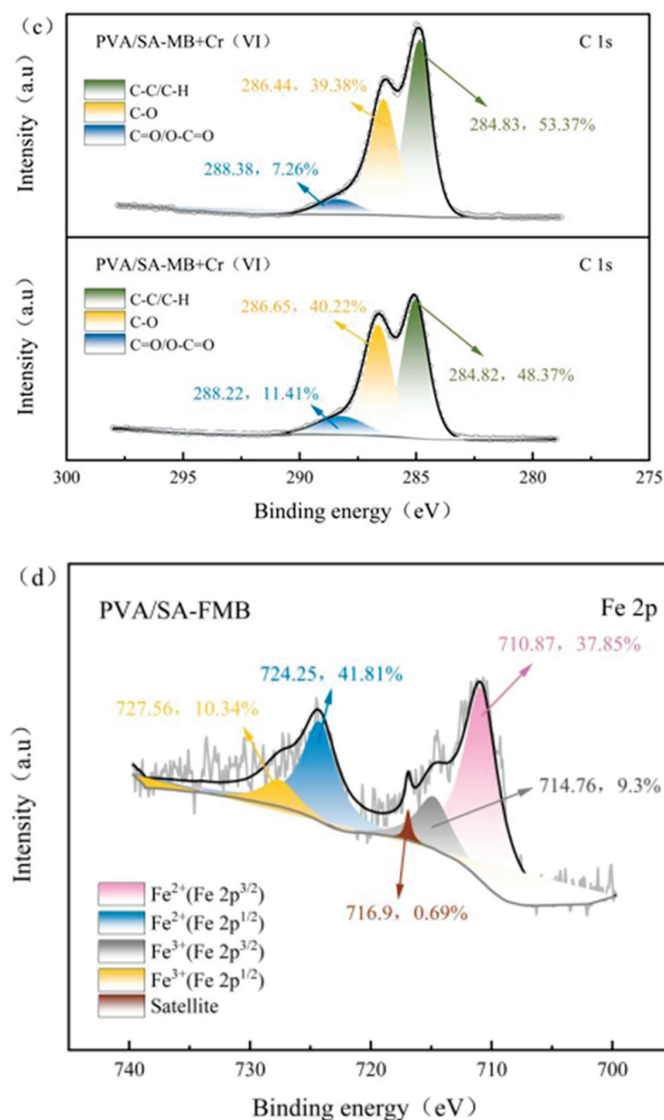 (c)
PVA/SA-MB+Cr（VI）
C 1s
C-C/C-H
C-O
C=O/O-C=O
286.44，39.38%
284.83，53.37%
288.38，7.26%
Intensity（a.u）
PVA/SA-MB+Cr（VI）
C 1s
C-C/C-H
C-O
C=O/O-C=O
286.65，40.22%
284.82，48.37%
288.22，11.41%
Intensity（a.u）
300 295 290 285 280 275
Binding energy（eV）
(d)
PVA/SA-FMB
Fe 2p
710.87，37.85%
724.25，41.81%
727.56，10.34%
714.76，9.3%
716.9，0.69%
Intensity（a.u）
Fe²⁺(Fe 2p³/²)
Fe²⁺(Fe 2p¹/²)
Fe³⁺(Fe 2p³/²)
Fe³⁺(Fe 2p¹/²)
Satellite
740 730 720 710 700
Binding energy（eV）